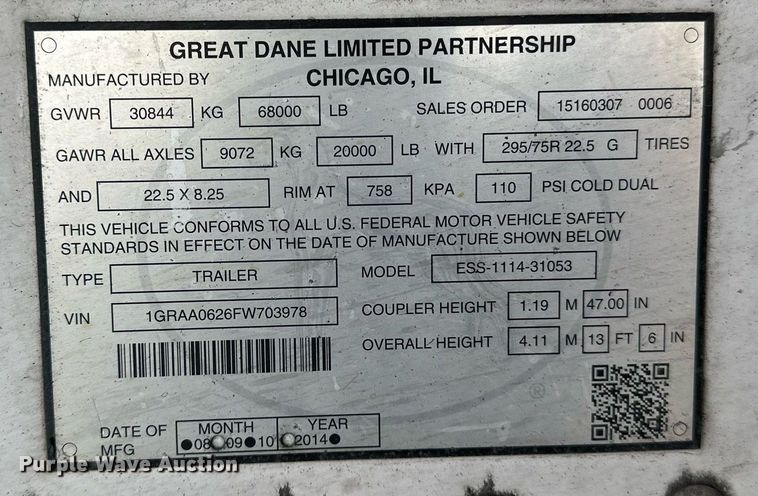 GREAT DANE LIMITED PARTNERSHIP
MANUFACTURED BY CHICAGO, IL
GVWR 30844 KG 68000 LB SALES ORDER 15160307 0006
GAWR ALL AXLES 9072 KG 20000 LB WITH 295/75R 22.5 G TIRES
AND 22.5 X 8.25 RIM AT 758 KPA 110 PSI COLD DUAL
THIS VEHICLE CONFORMS TO ALL U.S. FEDERAL MOTOR VEHICLE SAFETY
STANDARDS IN EFFECT ON THE DATE OF MANUFACTURE SHOWN BELOW
TYPE TRAILER MODEL ESS-1114-31053
VIN 1GRAA0626FW703978 COUPLER HEIGHT 1.19 M 47.00 IN
OVERALL HEIGHT 4.11 M 13 FT 6 IN
®
DATE OF MFG MONTH YEAR
08 09 10 2014
Purple Wave Auction